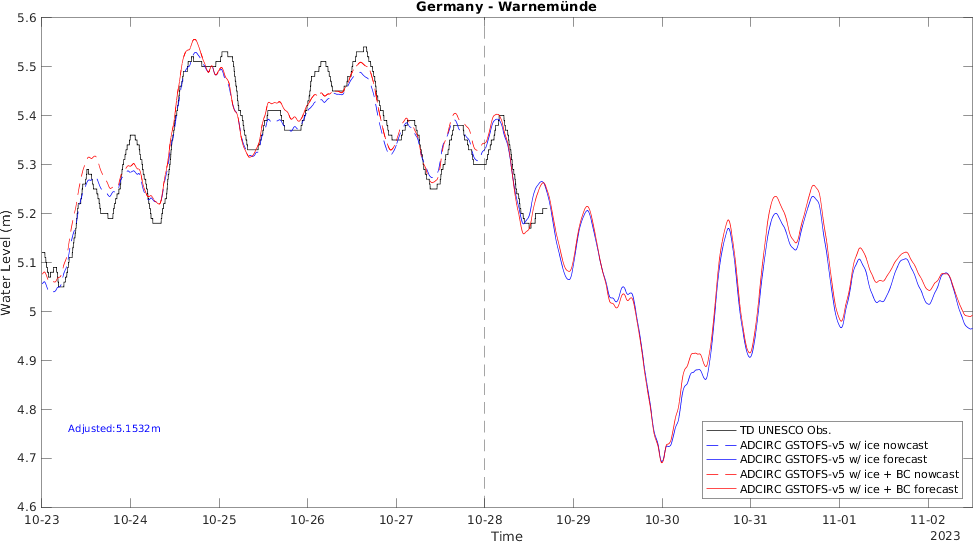 Germany - Warnemünde
5.6
5.5
5.4
5.3
5.2
5.1
5
4.9
4.8
4.7
4.6
Water Level (m)
Adjusted:5.1532m
TD UNESCO Obs.
ADCIRC GSTOFS-v5 w/ ice nowcast
ADCIRC GSTOFS-v5 w/ ice forecast
ADCIRC GSTOFS-v5 w/ ice + BC nowcast
ADCIRC GSTOFS-v5 w/ ice + BC forecast
10-23 10-24 10-25 10-26 10-27 10-28 10-29 10-30 10-31 11-01 11-02
Time
2023